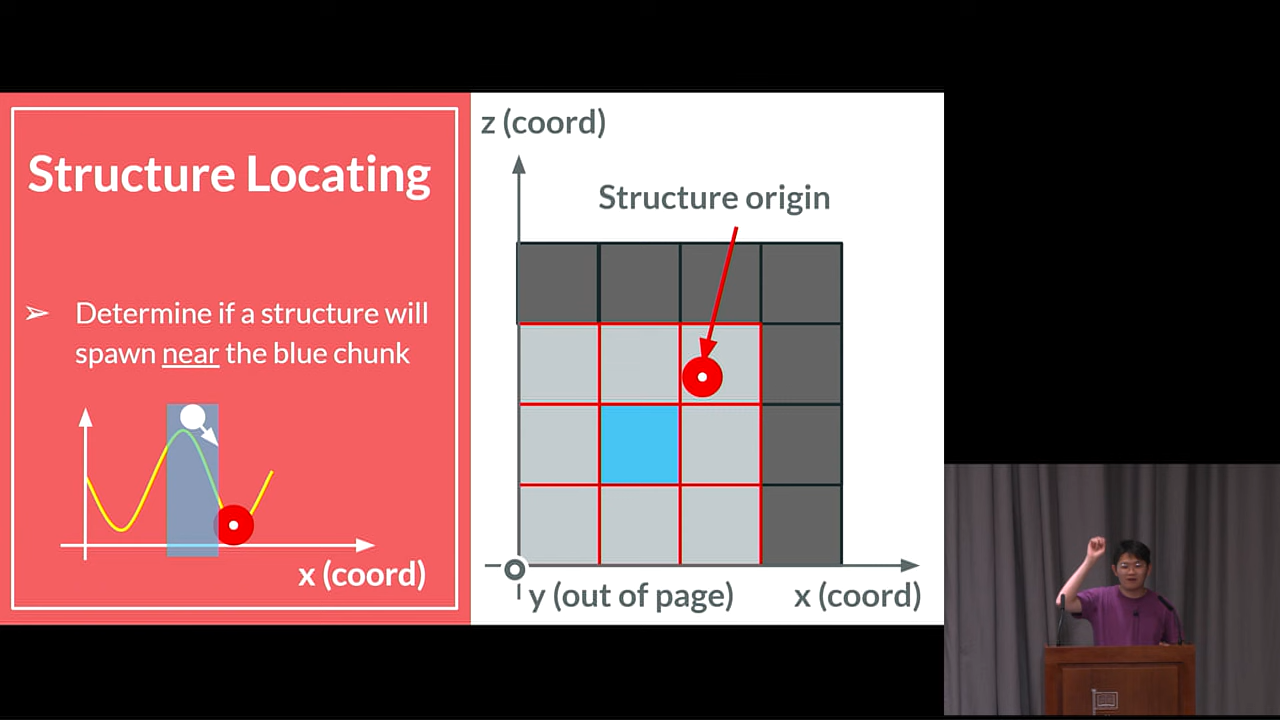 Structure Locating
➢ Determine if a structure will
spawn near the blue chunk
x (coord)
z (coord)
Structure origin
y (out of page)
x (coord)